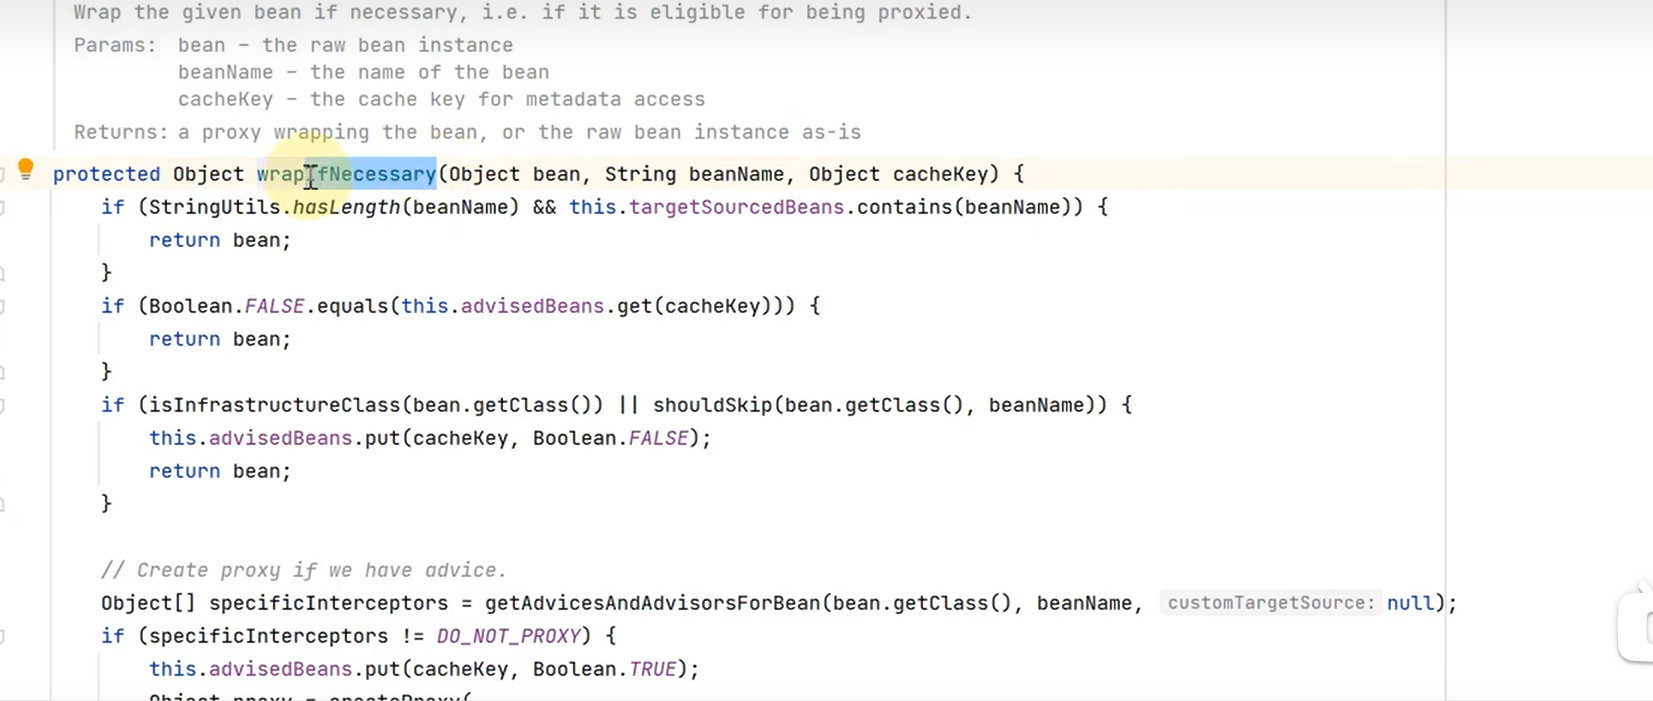 Wrap the given bean if necessary, i.e. if it is eligible for being proxied.
Params: bean – the raw bean instance
beanName – the name of the bean
cacheKey – the cache key for metadata access
Returns: a proxy wrapping the bean, or the raw bean instance as-is
protected Object wrapIfNecessary(Object bean, String beanName, Object cacheKey) {
if (StringUtils.hasLength(beanName) && this.targetSourcedBeans.contains(beanName)) {
return bean;
}
if (Boolean.FALSE.equals(this.advisedBeans.get(cacheKey))) {
return bean;
}
if (isInfrastructureClass(bean.getClass()) || shouldSkip(bean.getClass(), beanName)) {
this.advisedBeans.put(cacheKey, Boolean.FALSE);
return bean;
}
// Create proxy if we have advice.
Object[] specificInterceptors = getAdvicesAndAdvisorsForBean(bean.getClass(), beanName, customTargetSource: null);
if (specificInterceptors != DO_NOT_PROXY) {
this.advisedBeans.put(cacheKey, Boolean.TRUE);
Object proxy = createProxy(